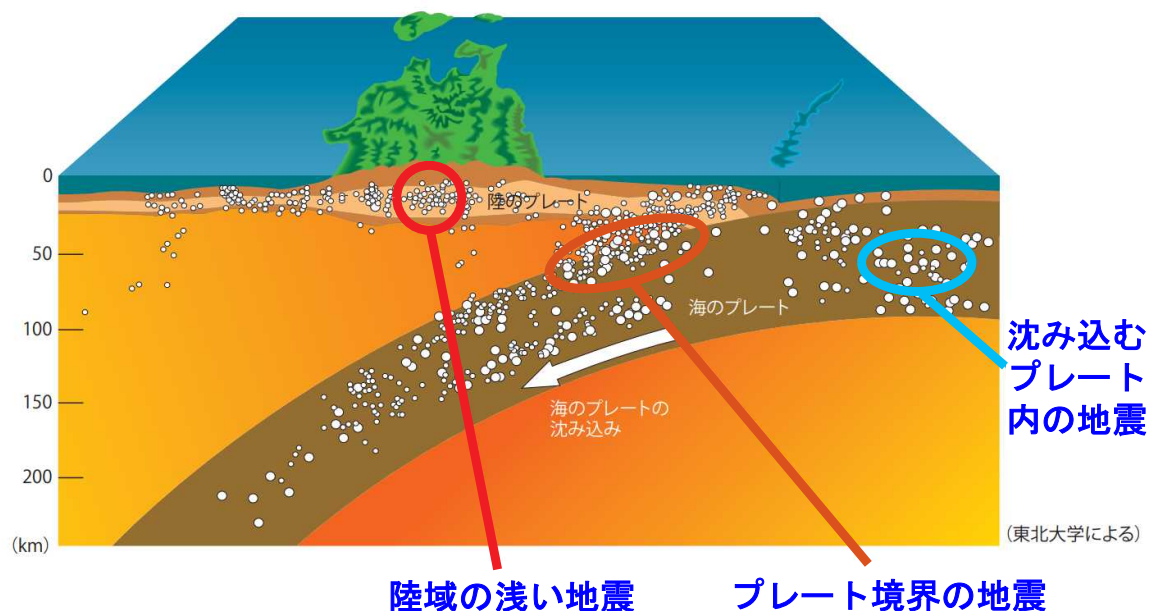 0
50
100
150
200
(km)
陸のプレート
海のプレート
海のプレートの
沈み込み
沈み込む
プレート
内の地震
(東北大学による)
陸域の浅い地震
プレート境界の地震